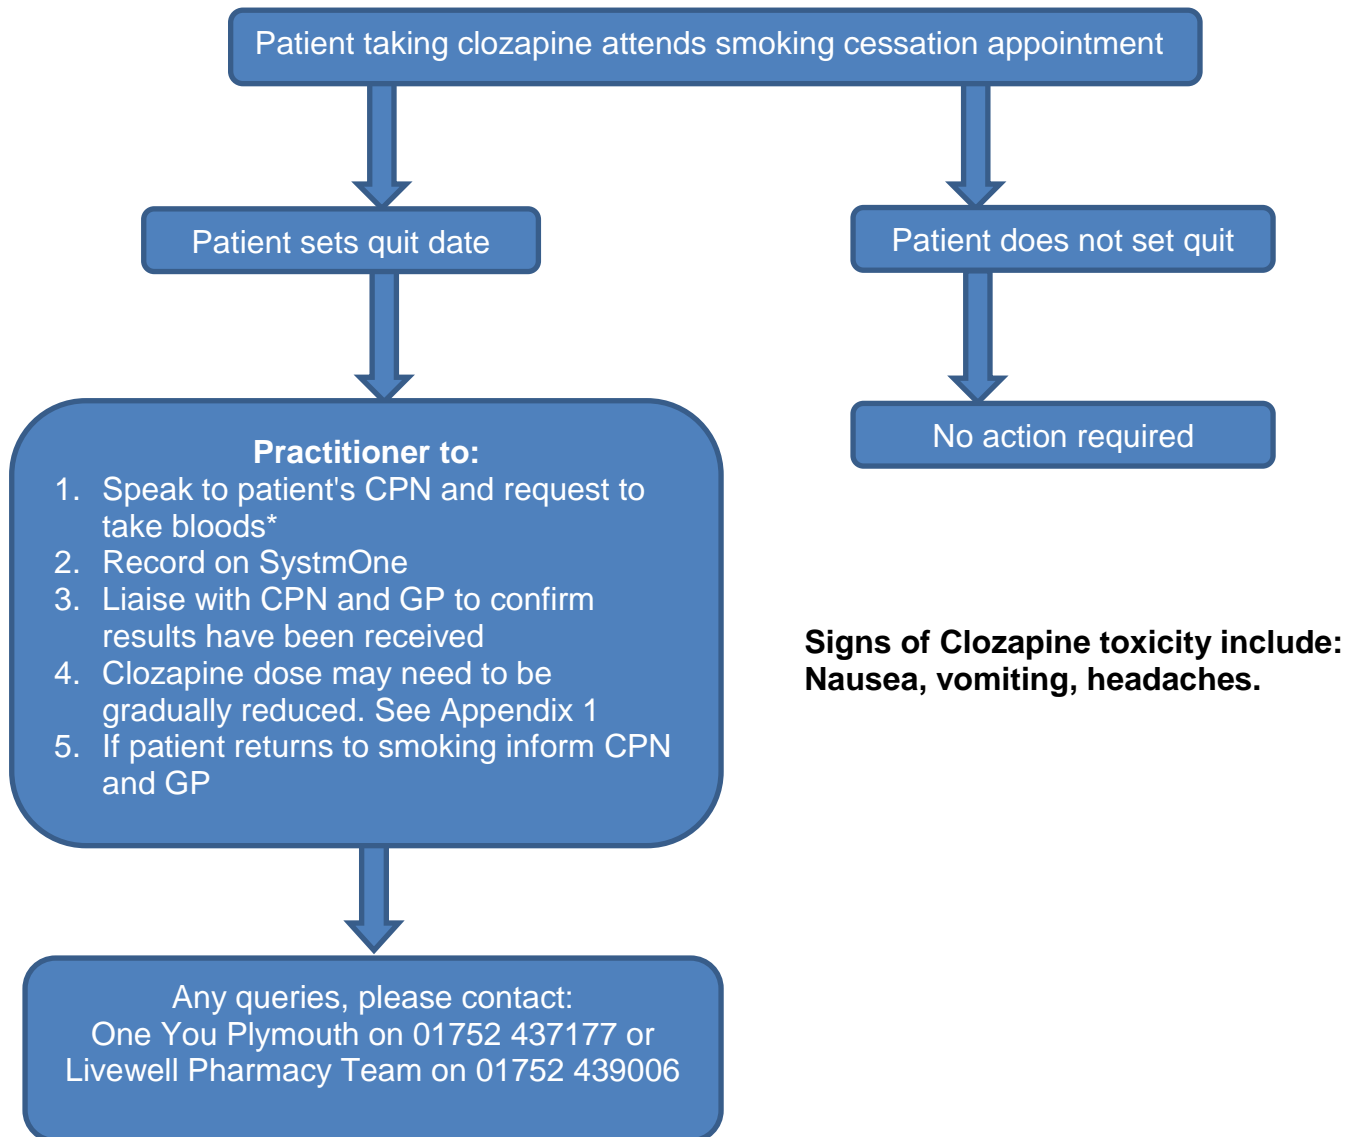 Patient taking clozapine attends smoking cessation appointment
Patient sets quit date
Patient does not set quit
No action required
Practitioner to:
1. Speak to patient's CPN and request to
take bloods*
2. Record on SystmOne
3. Liaise with CPN and GP to confirm
results have been received
4. Clozapine dose may need to be
gradually reduced. See Appendix 1
5. If patient returns to smoking inform CPN
and GP
Signs of Clozapine toxicity include:
Nausea, vomiting, headaches.
Any queries, please contact:
One You Plymouth on 01752 437177 or
Livewell Pharmacy Team on 01752 439006